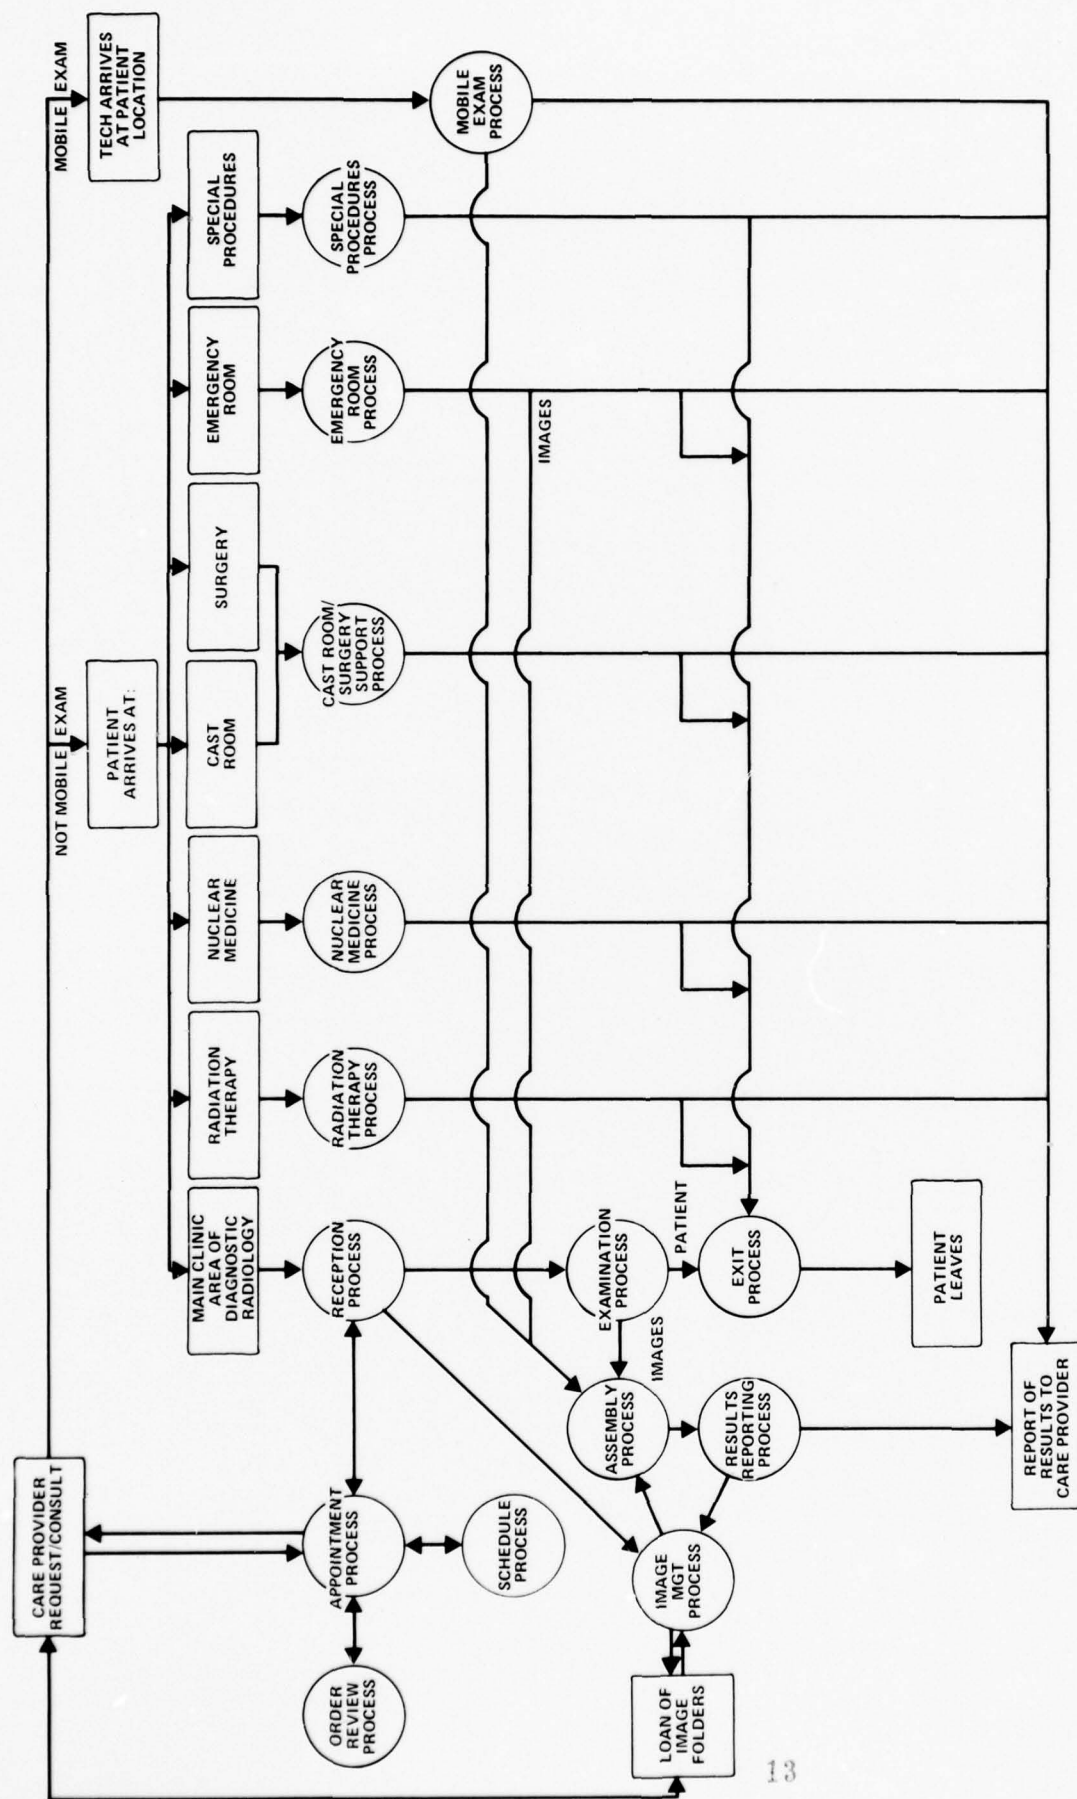 CARE PROVIDER
REQUEST/CONSULT
NOT MOBILE EXAM
MOBILE EXAM
PATIENT
ARRIVES AT:
TECH ARRIVES
AT PATIENT
LOCATION
MAIN CLINIC
AREA OF
DIAGNOSTIC
RADIOLOGY
RADIATION
THERAPY
NUCLEAR
MEDICINE
CAST
ROOM
SURGERY
EMERGENCY
ROOM
SPECIAL
PROCEDURES
ORDER
REVIEW
PROCESS
APPOINTMENT
PROCESS
RECEPTION
PROCESS
RADIATION
THERAPY
PROCESS
NUCLEAR
MEDICINE
PROCESS
CAST ROOM/
SURGERY
SUPPORT
PROCESS
EMERGENCY
ROOM
PROCESS
SPECIAL
PROCEDURES
PROCESS
MOBILE
EXAM
PROCESS
SCHEDULE
PROCESS
IMAGES
EXAMINATION
PROCESS
IMAGES
PATIENT
ASSEMBLY
PROCESS
LOAN OF
IMAGE
FOLDERS
IMAGE
MGT
PROCESS
RESULTS
REPORTING
PROCESS
EXIT
PROCESS
PATIENT
LEAVES
REPORT OF
RESULTS TO
CARE PROVIDER
13